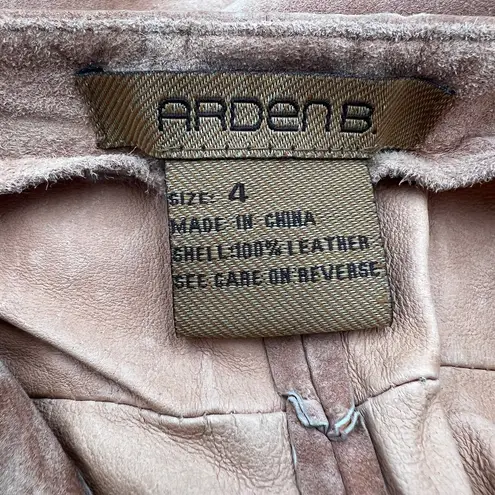 ARDEN B.
SIZE: 4
MADE IN CHINA
SHELL:100% LEATHER
SEE CARE ON REVERSE